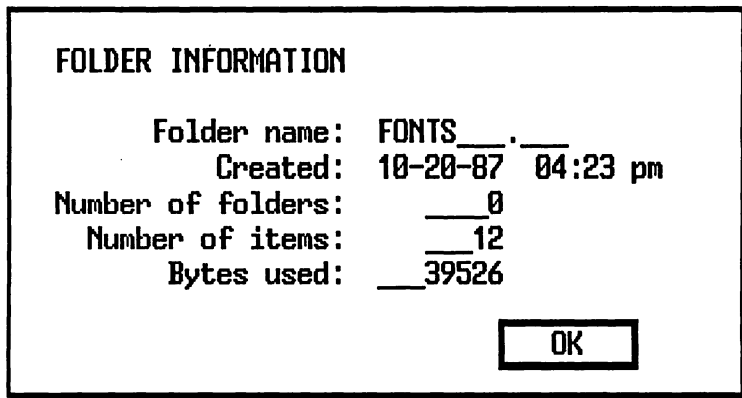 FOLDER INFORMATION
Folder name: FONTS___.___
Created: 10-20-87 04:23 pm
Number of folders: ____0
Number of items: ___12
Bytes used: ___39526
OK